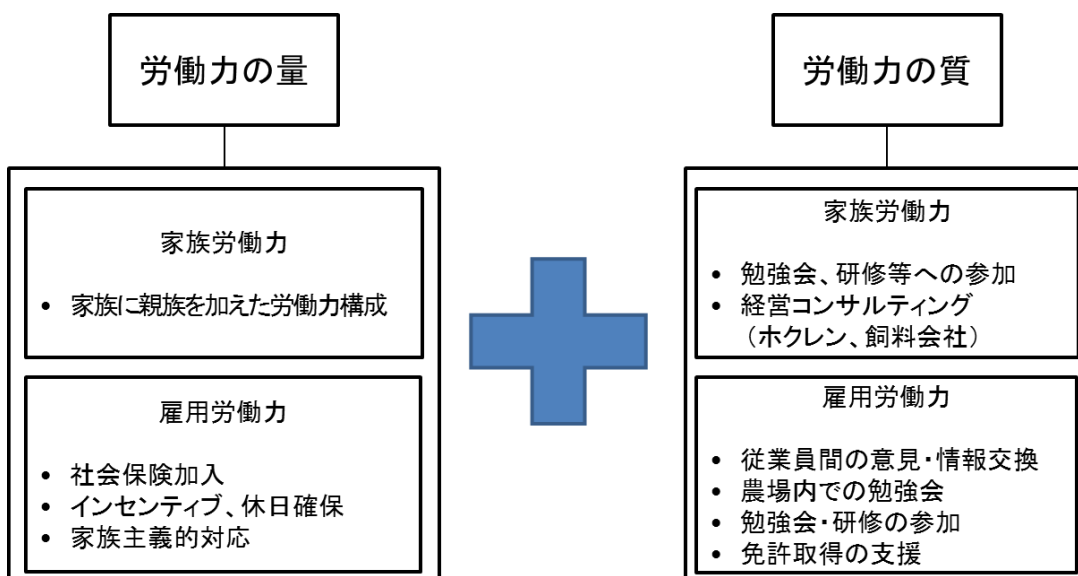 労働力の量
家族労働力
• 家族に親族を加えた労働力構成
雇用労働力
• 社会保険加入
• インセンティブ、休日確保
• 家族主義的対応
労働力の質
家族労働力
• 勉強会、研修等への参加
• 経営コンサルティング
（ホクレン、飼料会社）
雇用労働力
• 従業員間の意見・情報交換
• 農場内での勉強会
• 勉強会・研修の参加
• 免許取得の支援